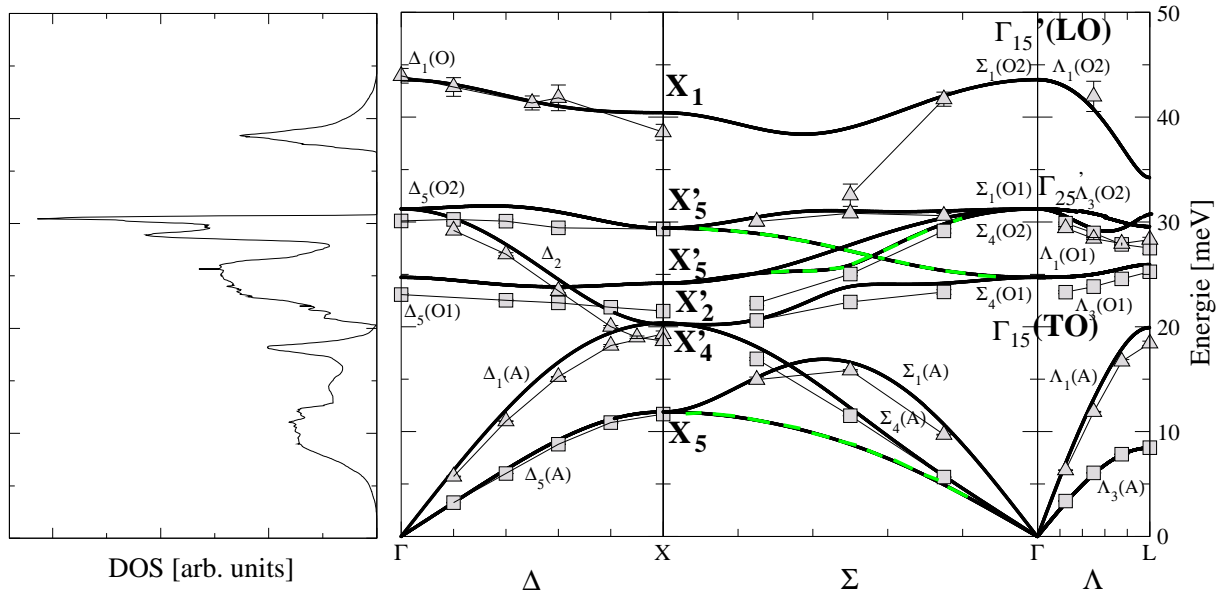 50
Γ15'(LO)
Δ1(O)
Σ1(O2)
Λ1(O2)
X1
40
Δ5(O2)
X'5
Σ1(O1)
Γ25'
Λ3(O2)
30
Δ2
Σ4(O2)
X'5
Λ1(O1)
Δ5(O1)
Σ4(O1)
Λ3(O1)
X'2
Γ15(TO)
20
X'4
Δ1(A)
Σ1(A)
Λ1(A)
Σ4(A)
10
X5
Δ5(A)
Λ3(A)
0
Energie [meV]
Γ X Γ L
DOS [arb. units]
Δ Σ Λ